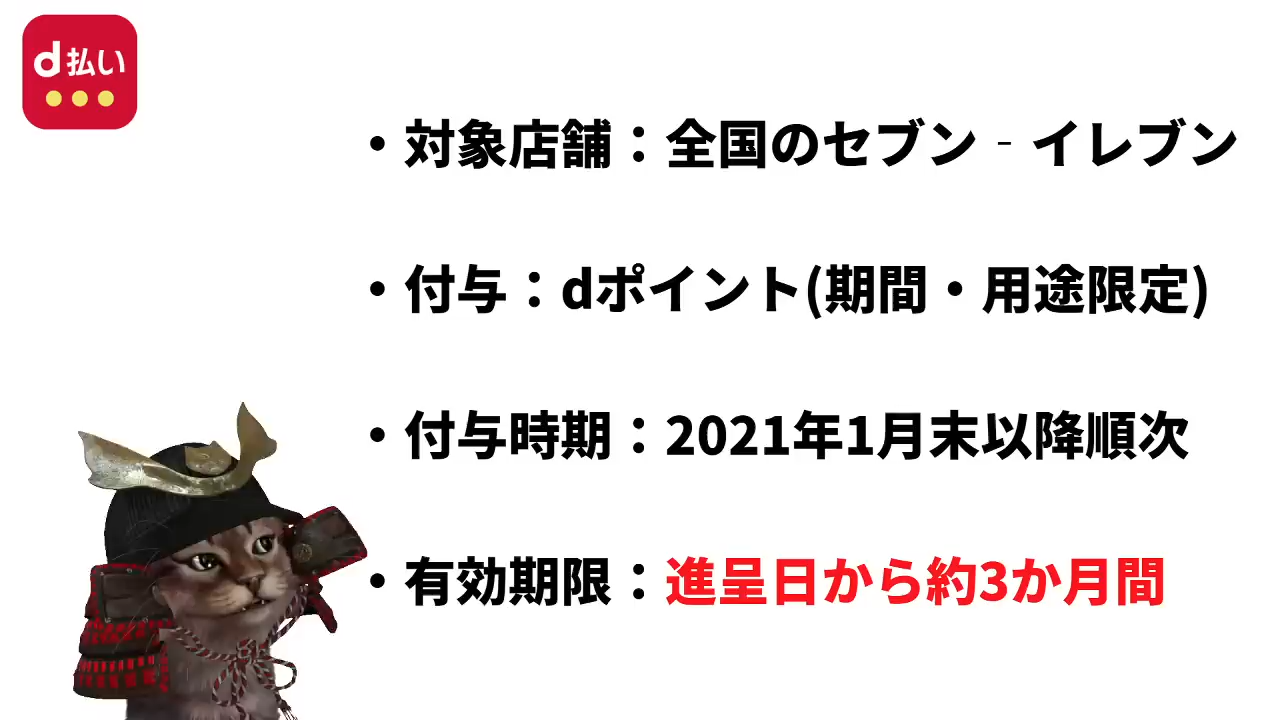 d払い
・対象店舗：全国のセブン‐イレブン
・付与：dポイント(期間・用途限定)
・付与時期：2021年1月末以降順次
・有効期限：進呈日から約3か月間